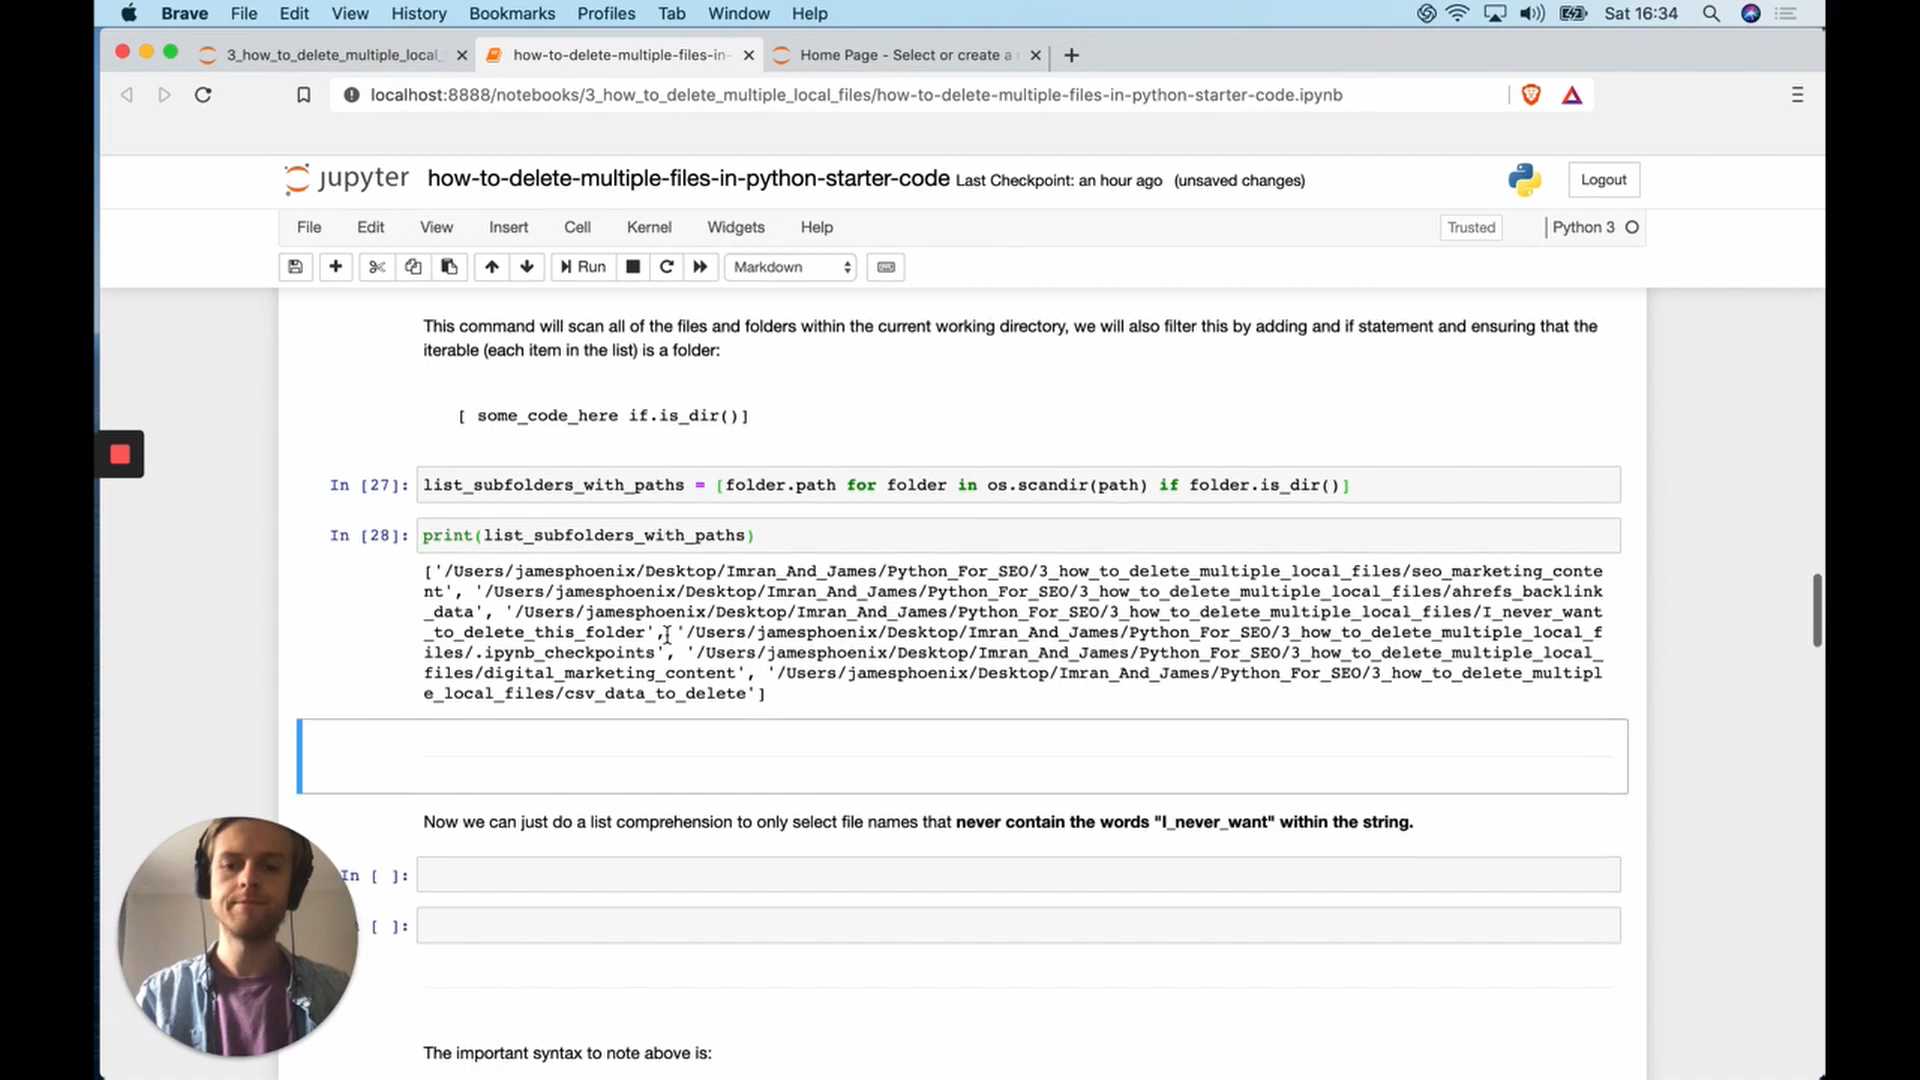 Brave File Edit View History Bookmarks Profiles Tab Window Help Sat 16:34
3_how_to_delete_multiple_local_ how-to-delete-multiple-files-in- Home Page - Select or create a
localhost:8888/notebooks/3_how_to_delete_multiple_local_files/how-to-delete-multiple-files-in-python-starter-code.ipynb
jupyter how-to-delete-multiple-files-in-python-starter-code Last Checkpoint: an hour ago (unsaved changes) Logout
File Edit View Insert Cell Kernel Widgets Help Trusted Python 3
Run Markdown
This command will scan all of the files and folders within the current working directory, we will also filter this by adding and if statement and ensuring that the
iterable (each item in the list) is a folder:
[ some_code_here if.is_dir()]
In [27]: list_subfolders_with_paths = [folder.path for folder in os.scandir(path) if folder.is_dir()]
In [28]: print(list_subfolders_with_paths)
['/Users/jamesphoenix/Desktop/Imran_And_James/Python_For_SEO/3_how_to_delete_multiple_local_files/seo_marketing_conte
nt', '/Users/jamesphoenix/Desktop/Imran_And_James/Python_For_SEO/3_how_to_delete_multiple_local_files/ahrefs_backlink
_data', '/Users/jamesphoenix/Desktop/Imran_And_James/Python_For_SEO/3_how_to_delete_multiple_local_files/I_never_want
_to_delete_this_folder', '/Users/jamesphoenix/Desktop/Imran_And_James/Python_For_SEO/3_how_to_delete_multiple_local_f
iles/.ipynb_checkpoints', '/Users/jamesphoenix/Desktop/Imran_And_James/Python_For_SEO/3_how_to_delete_multiple_local_
files/digital_marketing_content', '/Users/jamesphoenix/Desktop/Imran_And_James/Python_For_SEO/3_how_to_delete_multipl
e_local_files/csv_data_to_delete']
Now we can just do a list comprehension to only select file names that never contain the words "I_never_want" within the string.
In [ ]:
[ ]:
The important syntax to note above is: